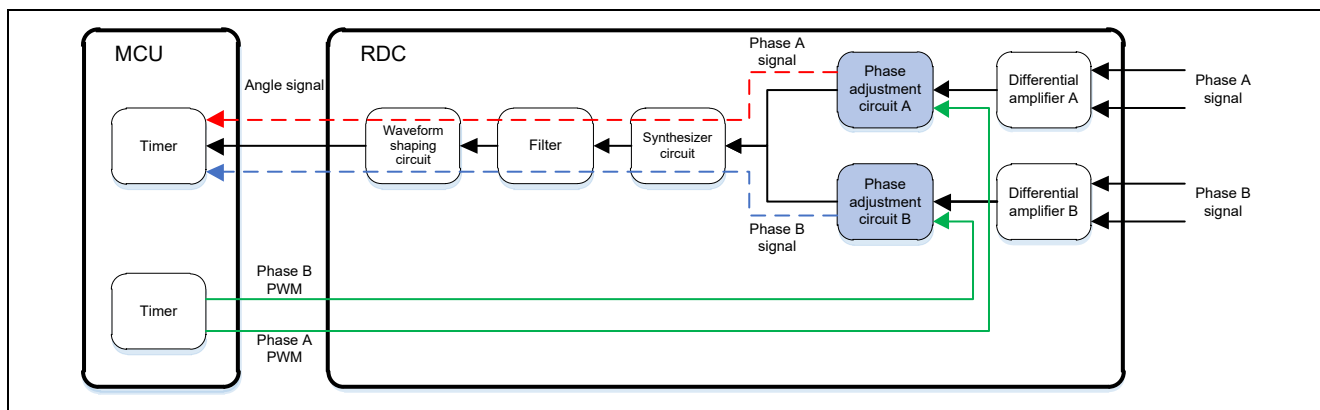 MCU
RDC
Phase A
signal
Angle signal
Phase
adjustment
circuit A
Differential
amplifier A
Phase A
signal
Timer
Waveform
shaping
circuit
Filter
Synthesizer
circuit
Phase
adjustment
circuit B
Differential
amplifier B
Phase B
signal
Phase B
signal
Phase B
PWM
Timer
Phase A
PWM